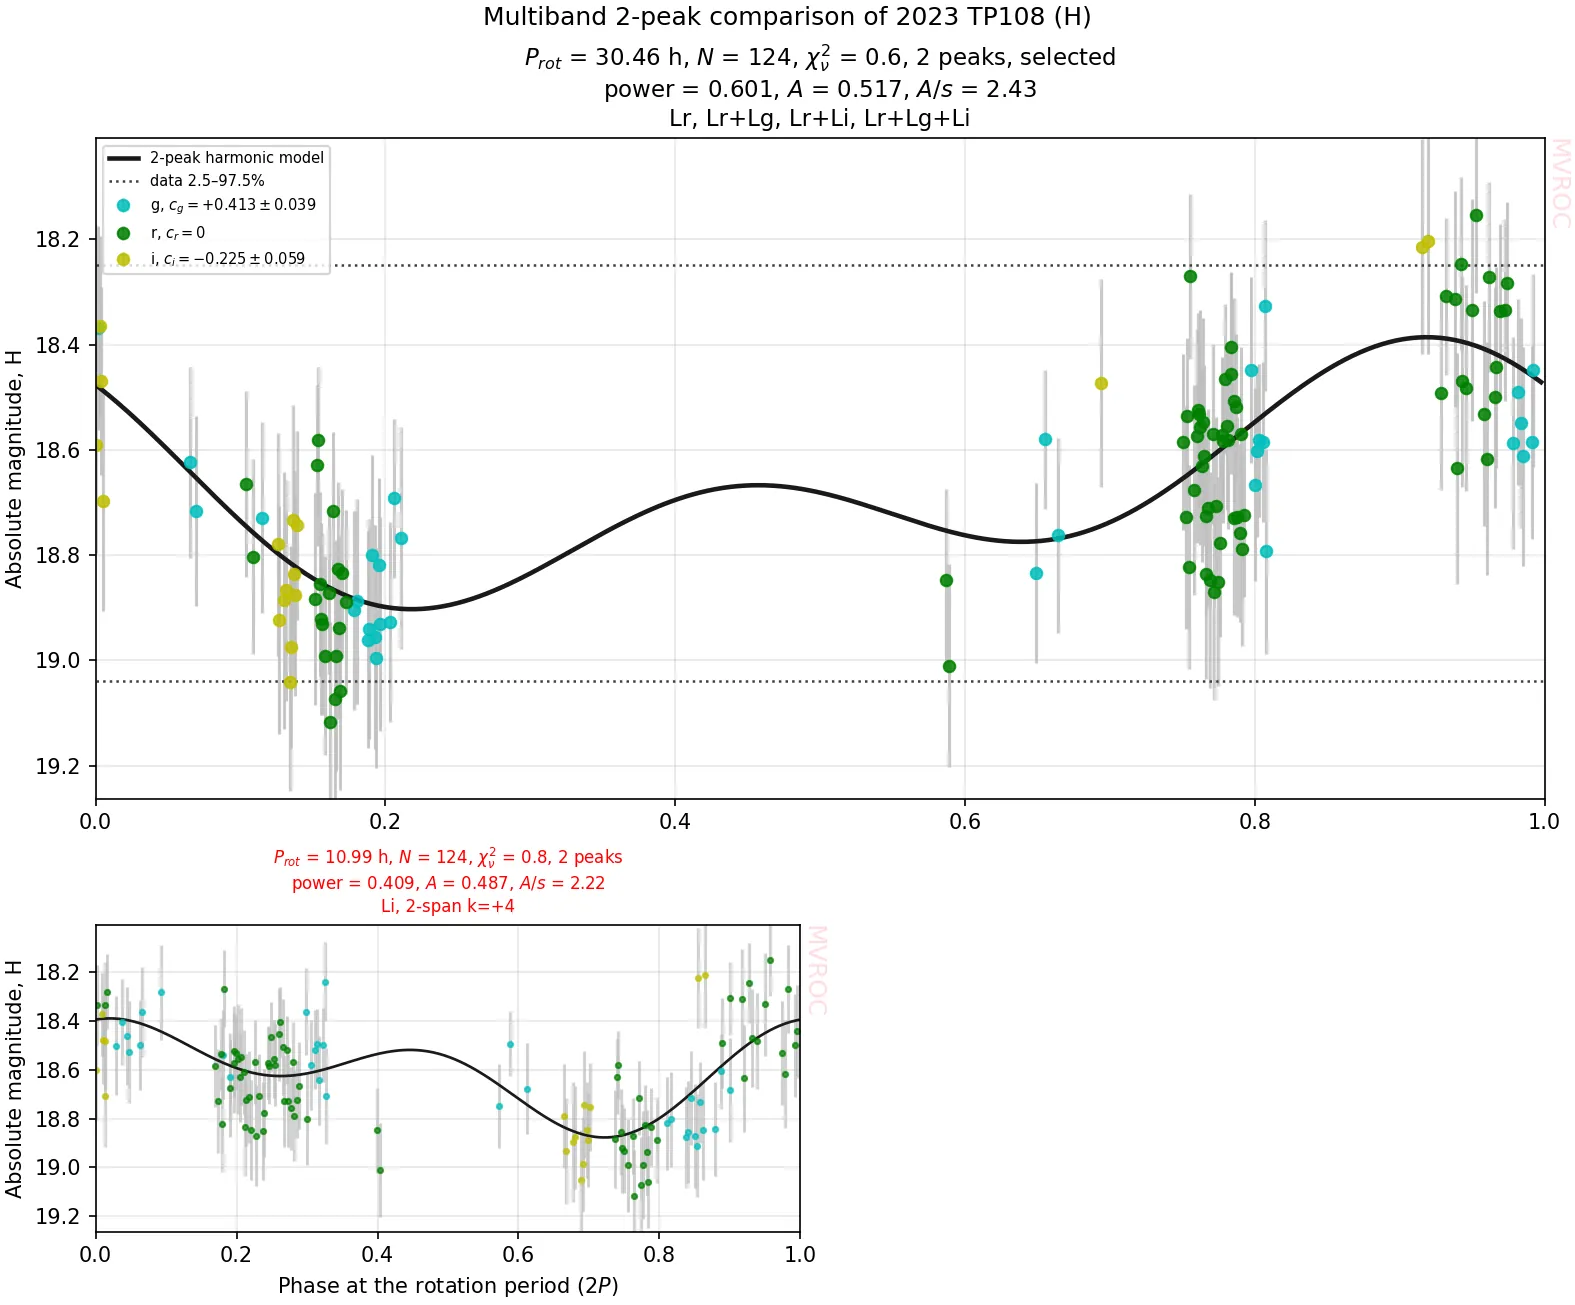 Multiband 2-peak comparison of 2023 TP108 (H)
P_rot = 30.46 h, N = 124, χ²_ν = 0.6, 2 peaks, selected
power = 0.601, A = 0.517, A/s = 2.43
Lr, Lr+Lg, Lr+Li, Lr+Lg+Li
2-peak harmonic model
data 2.5–97.5%
g, c_g = +0.413 ± 0.039
r, c_r = 0
i, c_i = −0.225 ± 0.059
MVROC
Absolute magnitude, H
18.2
18.4
18.6
18.8
19.0
19.2
0.0 0.2 0.4 0.6 0.8 1.0
P_rot = 10.99 h, N = 124, χ²_ν = 0.8, 2 peaks
power = 0.409, A = 0.487, A/s = 2.22
Li, 2-span k=+4
MVROC
Absolute magnitude, H
18.2
18.4
18.6
18.8
19.0
19.2
0.0 0.2 0.4 0.6 0.8 1.0
Phase at the rotation period (2P)